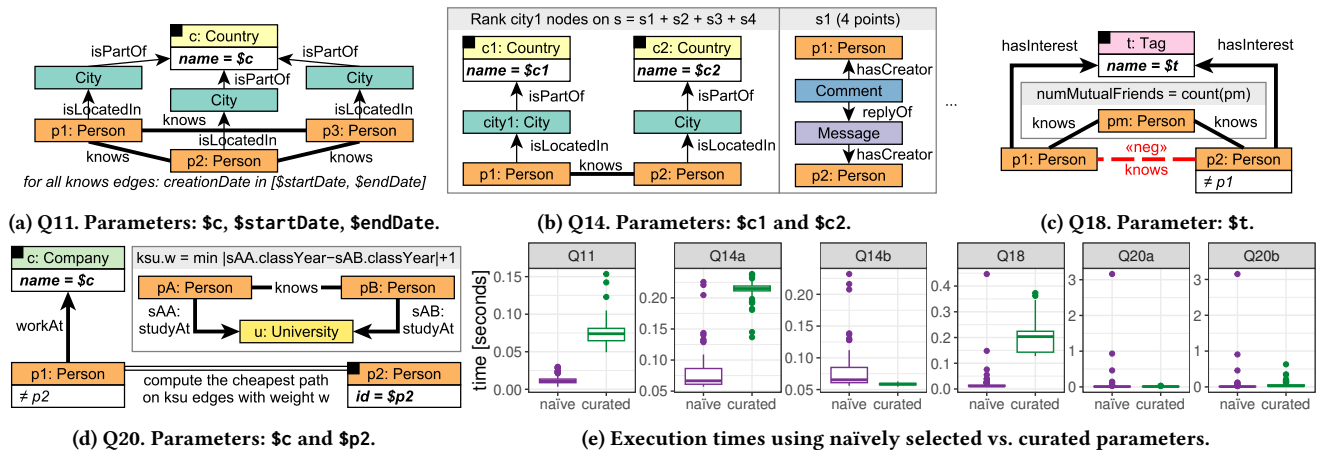 c: Country
name = $c
isPartOf
isPartOf
City
isPartOf
City
City
isLocatedIn
isLocatedIn
p1: Person
knows
isLocatedIn
p3: Person
knows
p2: Person
knows
for all knows edges: creationDate in [$startDate, $endDate]
(a) Q11. Parameters: $c, $startDate, $endDate.
Rank city1 nodes on s = s1 + s2 + s3 + s4
c1: Country
name = $c1
c2: Country
name = $c2
isPartOf
isPartOf
city1: City
City
isLocatedIn
isLocatedIn
p1: Person
knows
p2: Person
s1 (4 points)
p1: Person
hasCreator
Comment
replyOf
Message
hasCreator
p2: Person
...
(b) Q14. Parameters: $c1 and $c2.
hasInterest
t: Tag
name = $t
hasInterest
numMutualFriends = count(pm)
knows
pm: Person
knows
p1: Person
«neg»
knows
p2: Person
≠ p1
(c) Q18. Parameter: $t.
c: Company
name = $c
workAt
ksu.w = min |sAA.classYear−sAB.classYear|+1
pA: Person
knows
pB: Person
sAA:
studyAt
u: University
sAB:
studyAt
p1: Person
≠ p2
compute the cheapest path
on ksu edges with weight w
p2: Person
id = $p2
(d) Q20. Parameters: $c and $p2.
time [seconds]
Q11
0.15
0.10
0.05
0.00
naïve curated
Q14a
0.20
0.15
0.10
0.05
naïve curated
Q14b
0.20
0.15
0.10
0.05
naïve curated
Q18
0.4
0.3
0.2
0.1
0.0
naïve curated
Q20a
3
2
1
0
naïve curated
Q20b
3
2
1
0
naïve curated
(e) Execution times using naïvely selected vs. curated parameters.